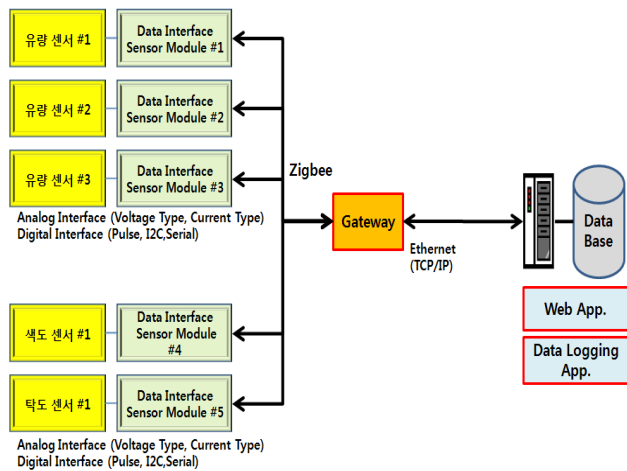 유량 센서 #1
Data Interface
Sensor Module #1
유량 센서 #2
Data Interface
Sensor Module #2
유량 센서 #3
Data Interface
Sensor Module #3
Analog Interface (Voltage Type, Current Type)
Digital Interface (Pulse, I2C,Serial)
Zigbee
Gateway
Ethernet
(TCP/IP)
Data
Base
Web App.
Data Logging
App.
색도 센서 #1
Data Interface
Sensor Module
#4
탁도 센서 #1
Data Interface
Sensor Module #5
Analog Interface (Voltage Type, Current Type)
Digital Interface (Pulse, I2C,Serial)